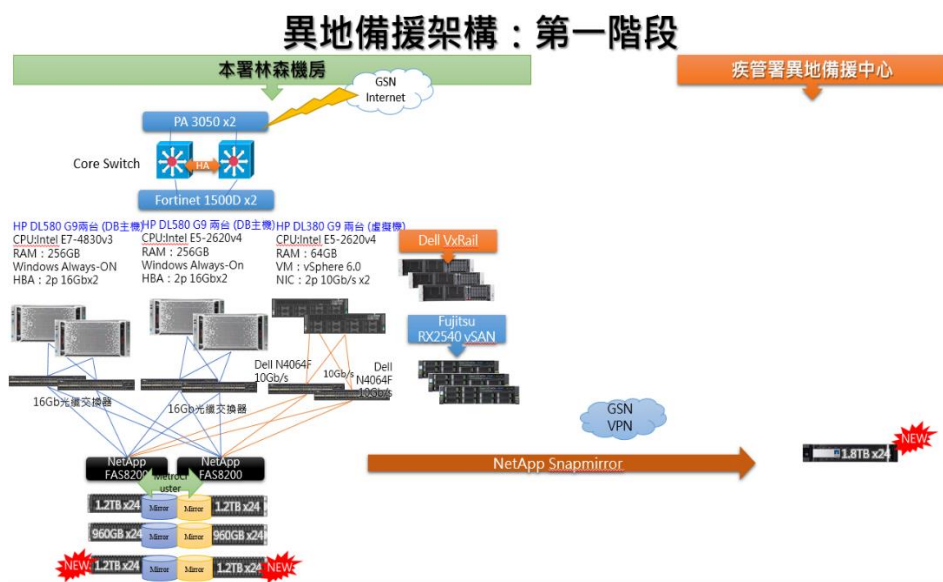 異地備援架構：第一階段
本署林森機房
疾管署異地備援中心
GSN
Internet
PA 3050 x2
Core Switch
HA
Fortinet 1500D x2
HP DL580 G9兩台 (DB主機)
CPU:Intel E7-4830v3
RAM：256GB
Windows Always-ON
HBA：2p 16Gbx2
HP DL580 G9 兩台 (DB主機)
CPU:Intel E5-2620v4
RAM：256GB
Windows Always-On
HBA：2p 16Gbx2
HP DL380 G9 兩台 (虛擬機)
CPU:Intel E5-2620v4
RAM：64GB
VM：vSphere 6.0
NIC：2p 10Gb/s x2
Dell VxRail
Fujitsu
RX2540 vSAN
Dell N4064F
10Gb/s
10Gb/s
Dell
N4064F
10Gb/s
16Gb光纖交換器
16Gb光纖交換器
GSN
VPN
NetApp
FAS8200
NetApp
FAS8200
NetApp Snapmirror
NEW
1.8TB x24
Metrocl
uster
1.2TB x24
Mirror
Mirror
1.2TB x24
960GB x24
Mirror
Mirror
960GB x24
NEW
1.2TB x24
Mirror
Mirror
1.2TB x24
NEW